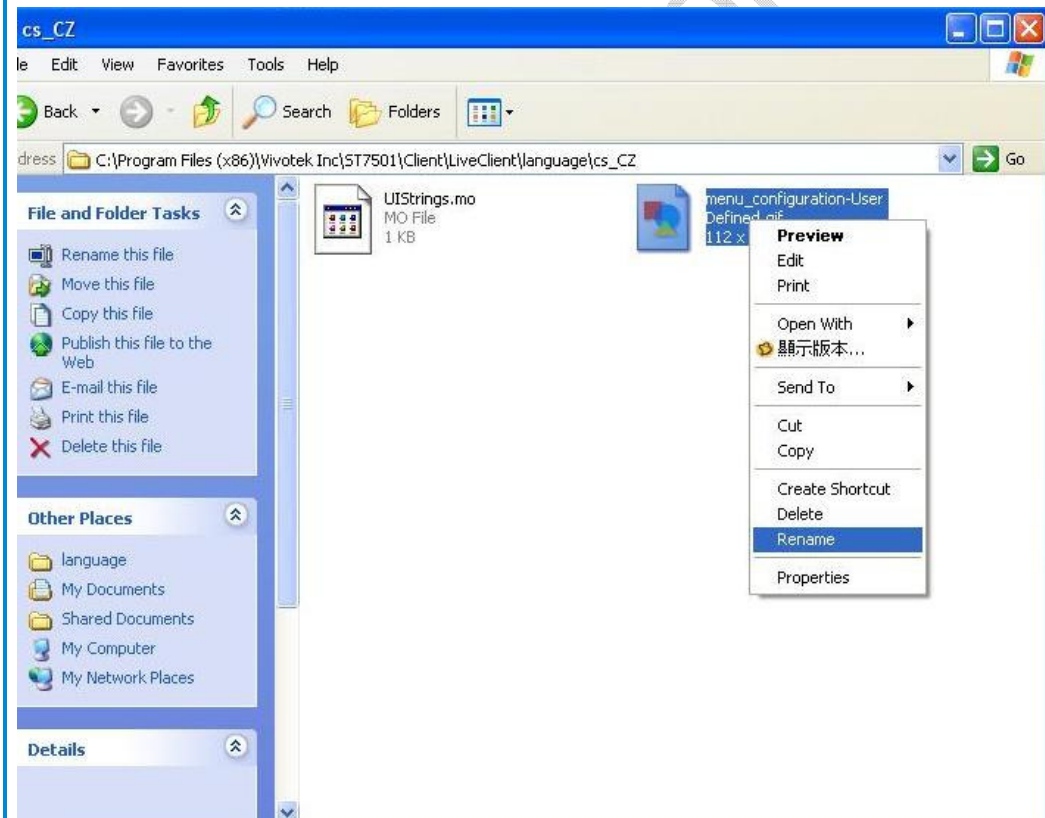 cs_CZ
le Edit View Favorites Tools Help
Back Search Folders
dress C:\Program Files (x86)\Vivotek Inc\ST7501\Client\LiveClient\language\cs_CZ Go
File and Folder Tasks
Rename this file
Move this file
Copy this file
Publish this file to the
Web
E-mail this file
Print this file
Delete this file
Other Places
language
My Documents
Shared Documents
My Computer
My Network Places
Details
UIStrings.mo
MO File
1 KB
menu_configuration-User
Defined.gif
112 x
Preview
Edit
Print
Open With
顯示版本...
Send To
Cut
Copy
Create Shortcut
Delete
Rename
Properties